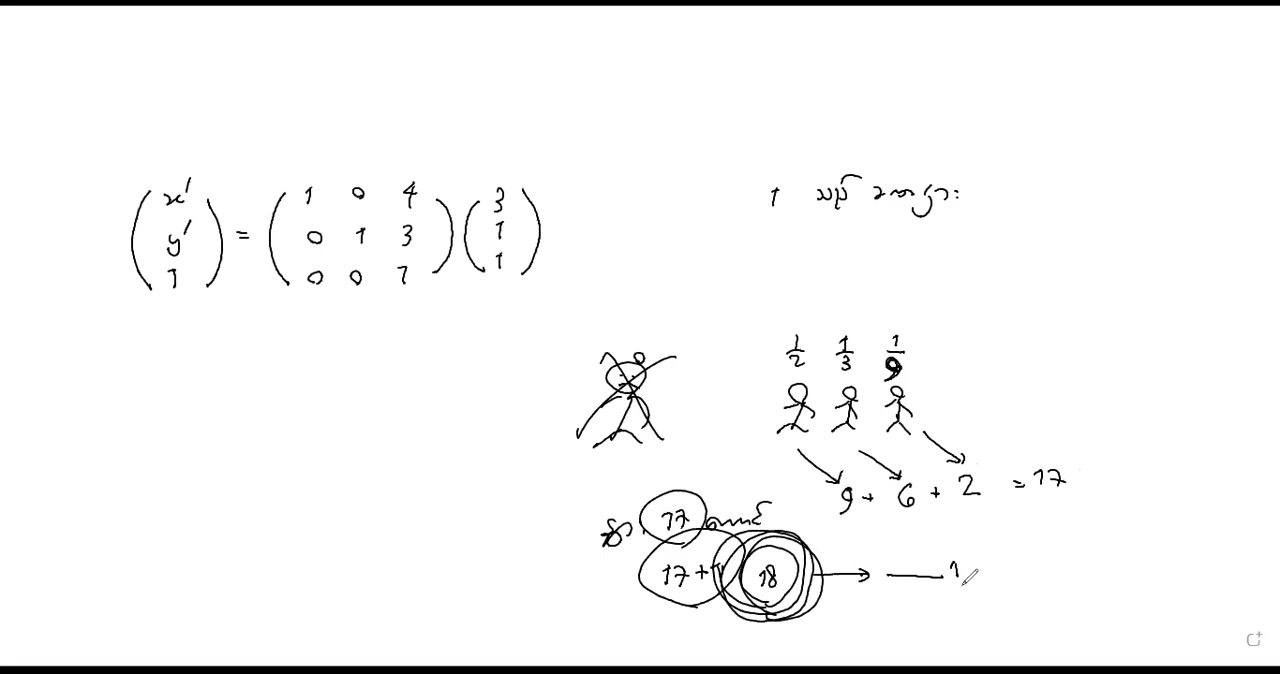 x' 1 0 4 3
y' = 0 1 3 1
1 0 0 1 1
1
1/2 1/3 1/9
9 + 6 + 2 = 17
17
17 + 1 18 → 1